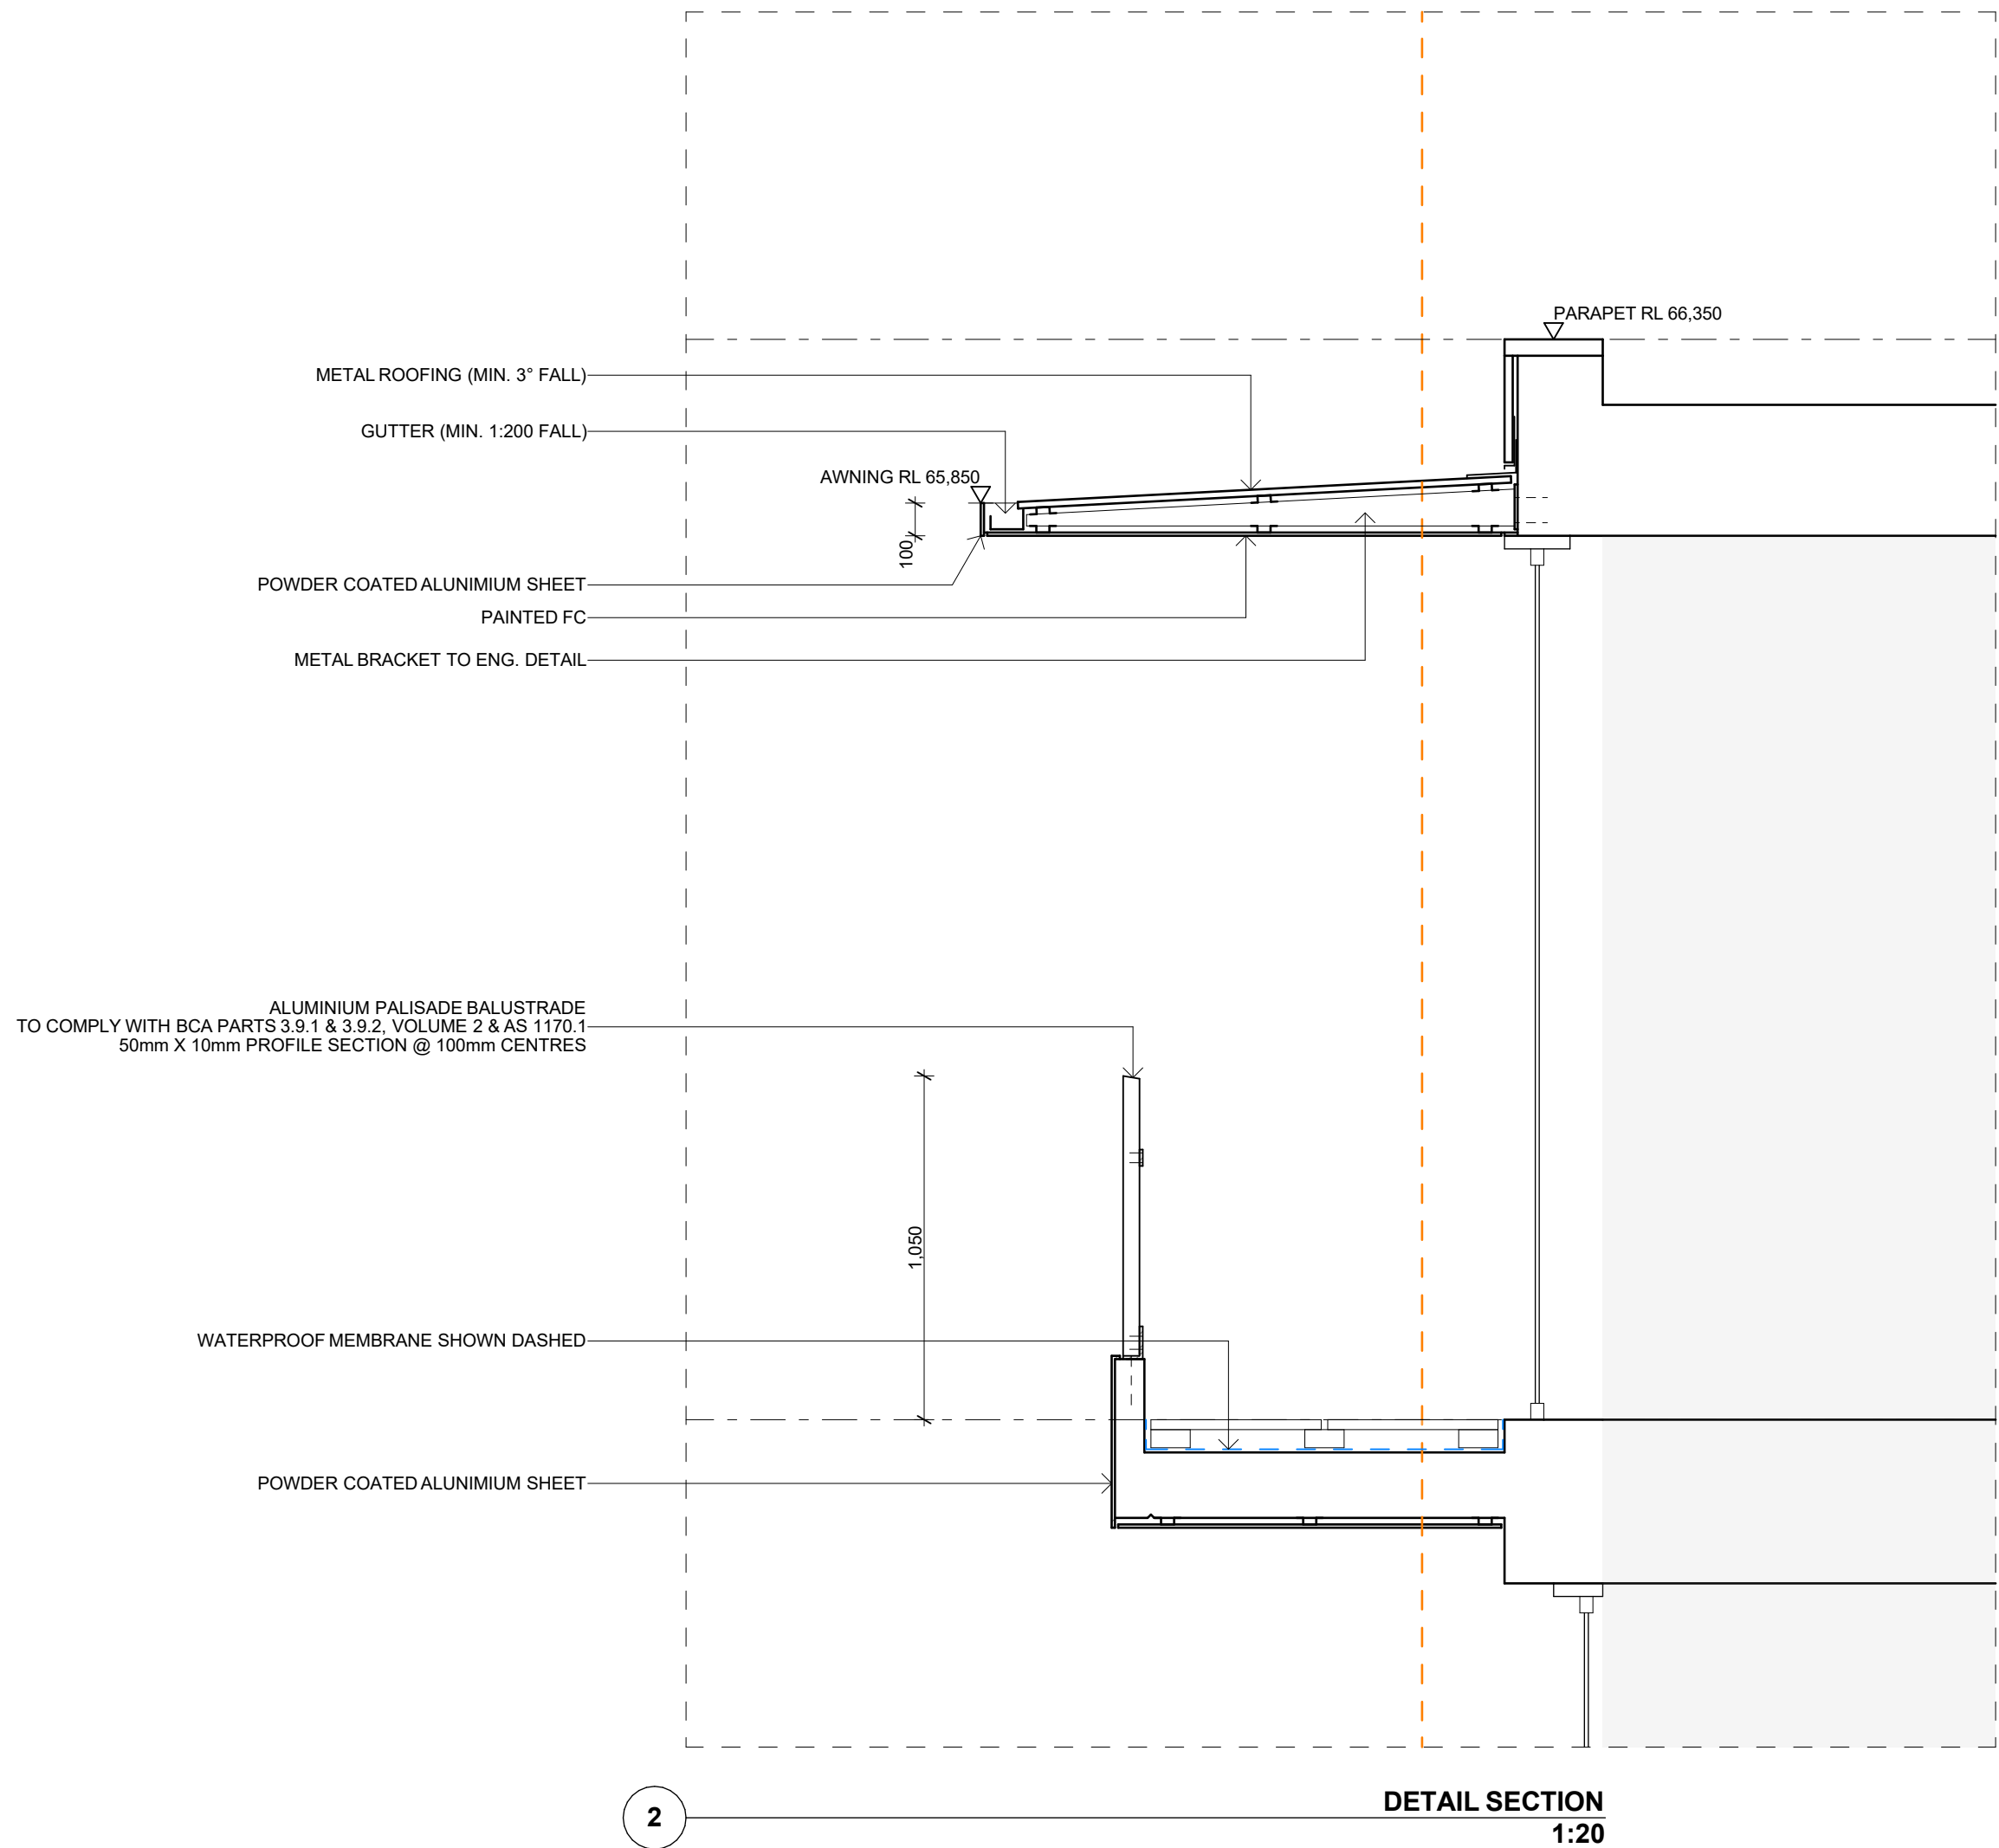 PARAPET RL 66,350
METAL ROOFING (MIN. 3° FALL)
GUTTER (MIN. 1:200 FALL)
AWNING RL 65,850
100
POWDER COATED ALUNIMIUM SHEET
PAINTED FC
METAL BRACKET TO ENG. DETAIL
ALUMINIUM PALISADE BALUSTRADE
TO COMPLY WITH BCA PARTS 3.9.1 & 3.9.2, VOLUME 2 & AS 1170.1
50mm X 10mm PROFILE SECTION @ 100mm CENTRES
1,050
WATERPROOF MEMBRANE SHOWN DASHED
POWDER COATED ALUNIMIUM SHEET
2
DETAIL SECTION
1:20